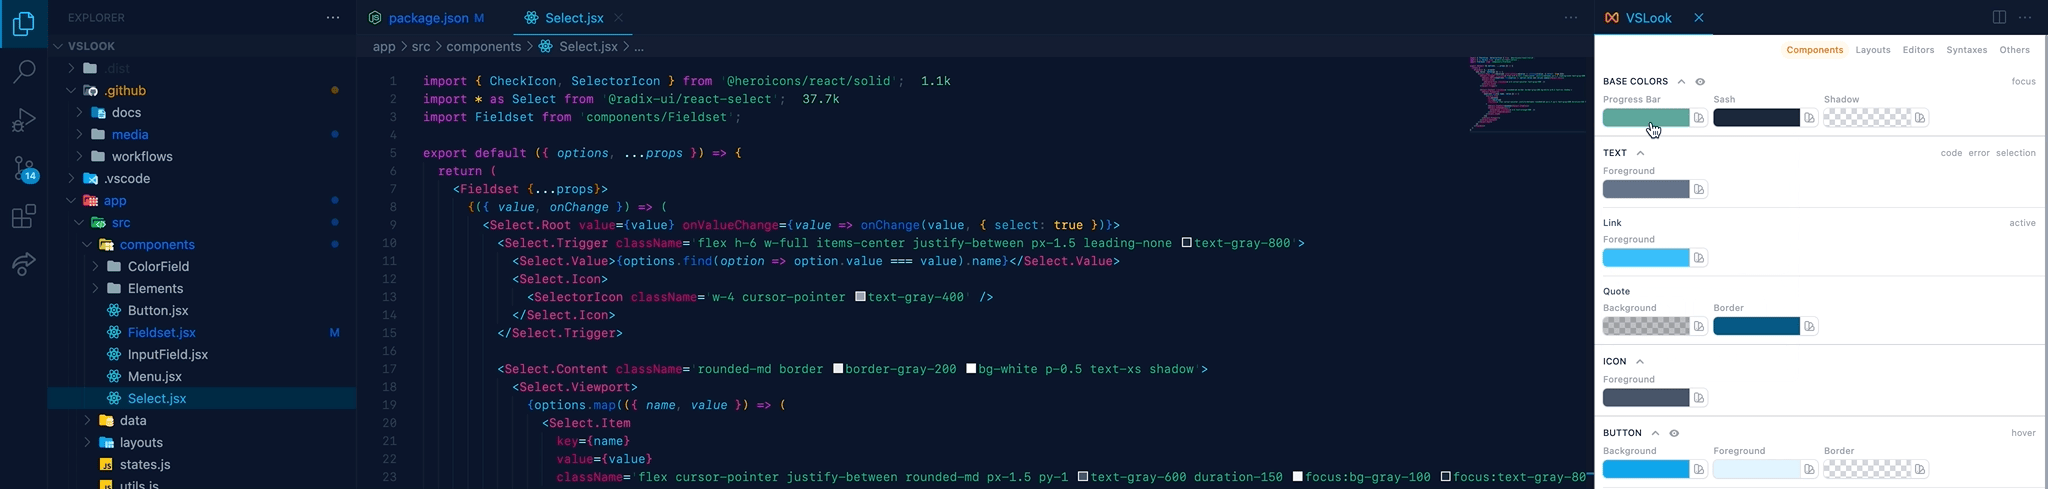 EXPLORER
VSLOOK
.dist
.github
docs
media
workflows
.vscode
app
src
components
ColorField
Elements
Button.jsx
Fieldset.jsx M
InputField.jsx
Menu.jsx
Select.jsx
data
layouts
states.js
utils.js
14
package.json M
Select.jsx
app > src > components > Select.jsx > ...
1 import { CheckIcon, SelectorIcon } from '@heroicons/react/solid'; 1.1k
2 import * as Select from '@radix-ui/react-select'; 37.7k
3 import Fieldset from 'components/Fieldset';
4
5 export default ({ options, ...props }) => {
6 return (
7 <Fieldset {...props}>
8 {({ value, onChange }) => (
9 <Select.Root value={value} onValueChange={value => onChange(value, { select: true })}>
10 <Select.Trigger className='flex h-6 w-full items-center justify-between px-1.5 leading-none text-gray-800'>
11 <Select.Value>{options.find(option => option.value === value).name}</Select.Value>
12 <Select.Icon>
13 <SelectorIcon className='w-4 cursor-pointer text-gray-400' />
14 </Select.Icon>
15 </Select.Trigger>
16
17 <Select.Content className='rounded-md border border-gray-200 bg-white p-0.5 text-xs shadow'>
18 <Select.Viewport>
19 {options.map(({ name, value }) => (
20 <Select.Item
21 key={name}
22 value={value}
23 className='flex cursor-pointer justify-between rounded-md px-1.5 py-1 text-gray-600 duration-150 focus:bg-gray-100 focus:text-gray-80
VSLook
Components Layouts Editors Syntaxes Others
BASE COLORS focus
Progress Bar Sash Shadow
TEXT code error selection
Foreground
Link active
Foreground
Quote
Background Border
ICON
Foreground
BUTTON hover
Background Foreground Border